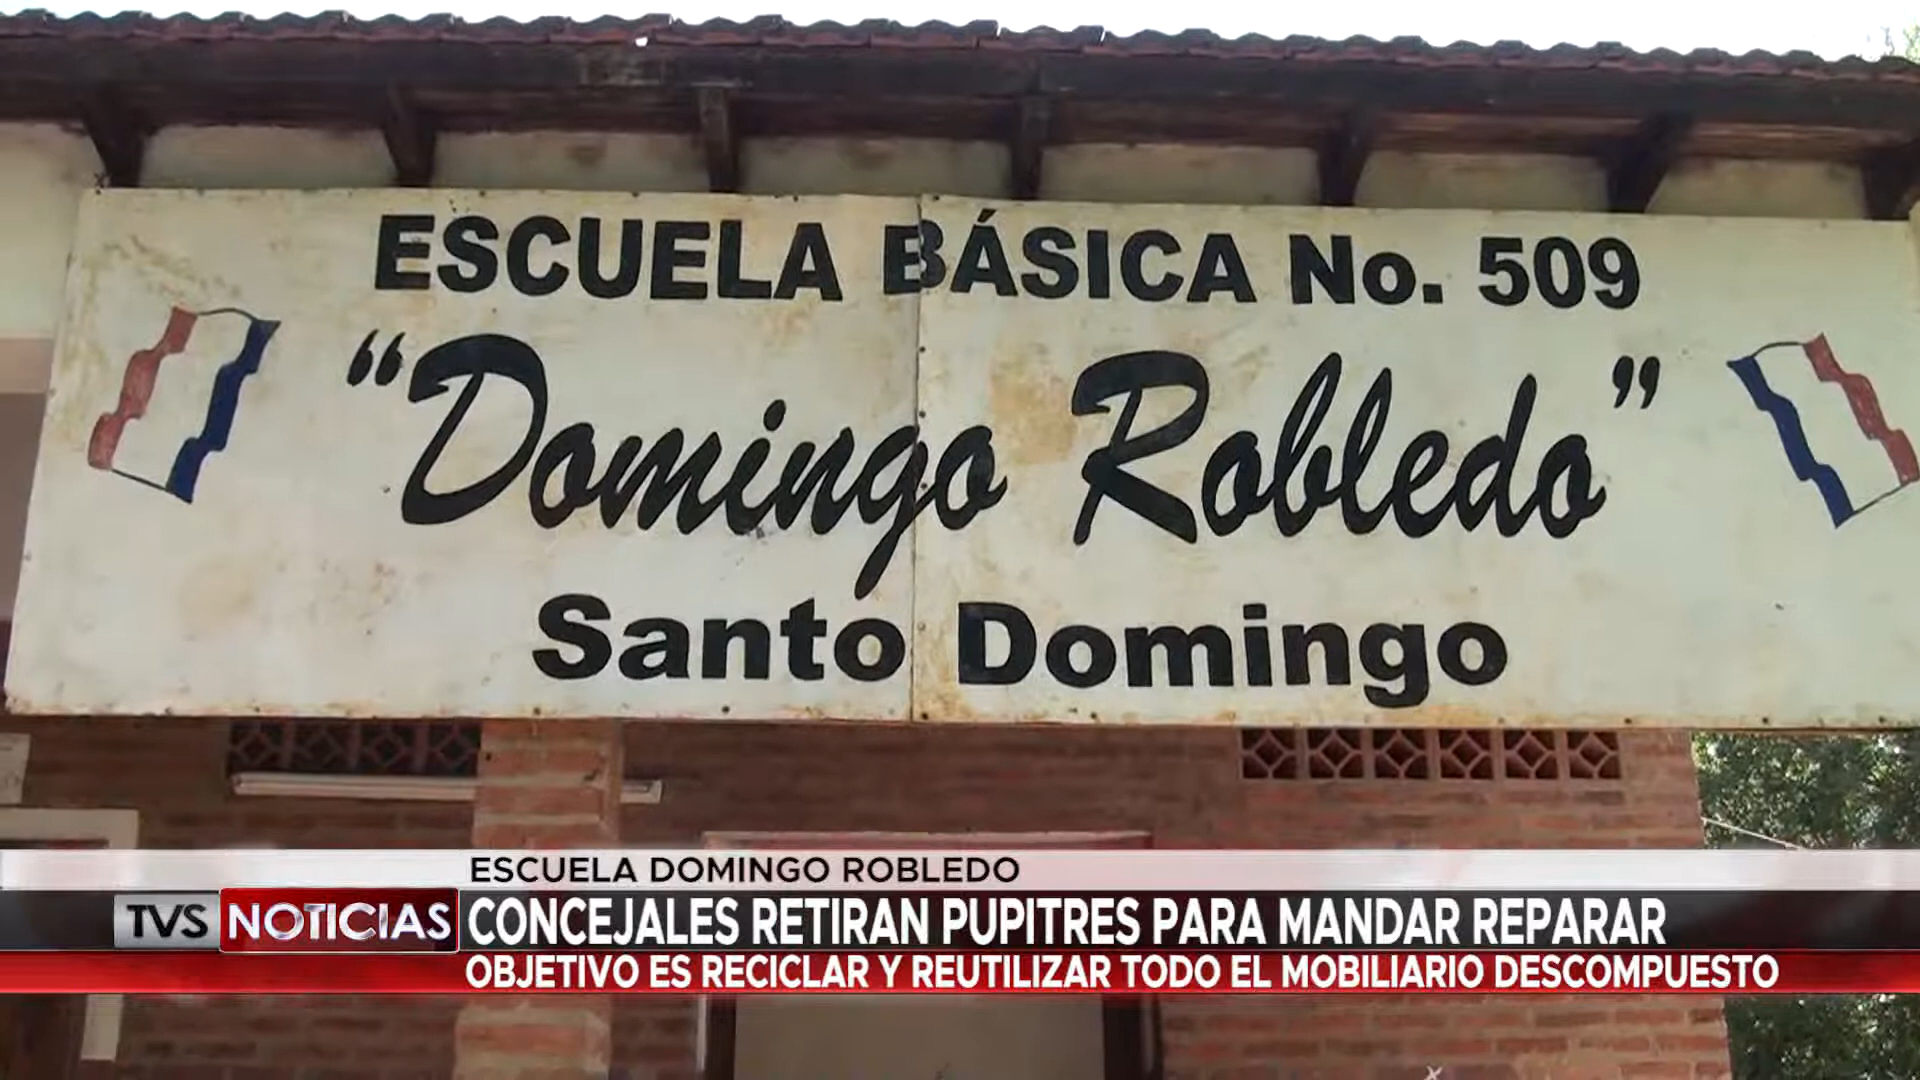 ESCUELA BÁSICA No. 509
“Domingo Robledo”
Santo Domingo
ESCUELA DOMINGO ROBLEDO
TVS NOTICIAS
CONCEJALES RETIRAN PUPITRES PARA MANDAR REPARAR
OBJETIVO ES RECICLAR Y REUTILIZAR TODO EL MOBILIARIO DESCOMPUESTO